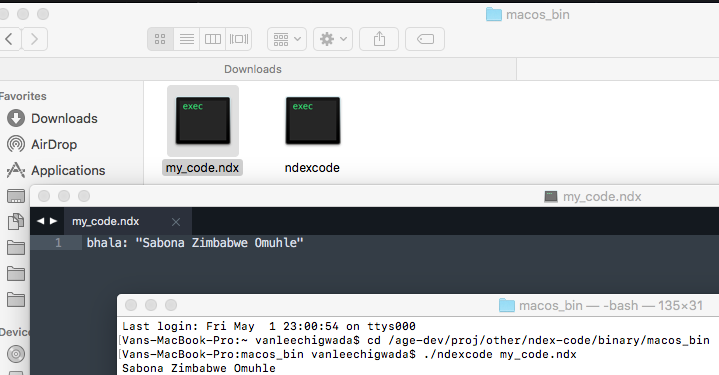 macos_bin
Downloads
Favorites
Downloads
AirDrop
Applications
Devic
exec
exec
my_code.ndx
ndexcode
my_code.ndx
my_code.ndx
1 bhala: "Sabona Zimbabwe Omuhle"
macos_bin — -bash — 135×31
Last login: Fri May  1 23:00:54 on ttys000
[Vans-MacBook-Pro:~ vanleechigwada$ cd /age-dev/proj/other/ndex-code/binary/macos_bin
[Vans-MacBook-Pro:macos_bin vanleechigwada$ ./ndexcode my_code.ndx
Sabona Zimbabwe Omuhle